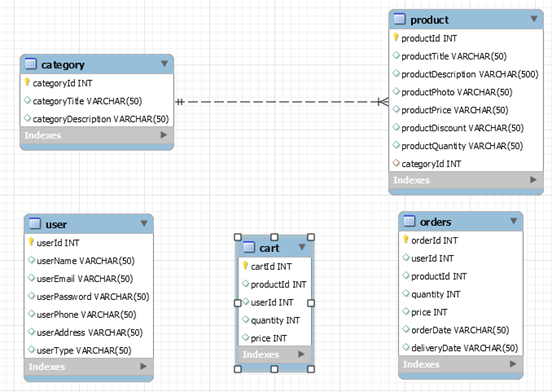 category
categoryId INT
categoryTitle VARCHAR(50)
categoryDescription VARCHAR(50)
Indexes
product
productId INT
productTitle VARCHAR(50)
productDescription VARCHAR(500)
productPhoto VARCHAR(50)
productPrice VARCHAR(50)
productDiscount VARCHAR(50)
productQuantity VARCHAR(50)
categoryId INT
Indexes
user
userId INT
userName VARCHAR(50)
userEmail VARCHAR(50)
userPassword VARCHAR(50)
userPhone VARCHAR(50)
userAddress VARCHAR(50)
userType VARCHAR(50)
Indexes
cart
cartId INT
productId INT
userId INT
quantity INT
price INT
Indexes
orders
orderId INT
userId INT
productId INT
quantity INT
price INT
orderDate VARCHAR(50)
deliveryDate VARCHAR(50)
Indexes